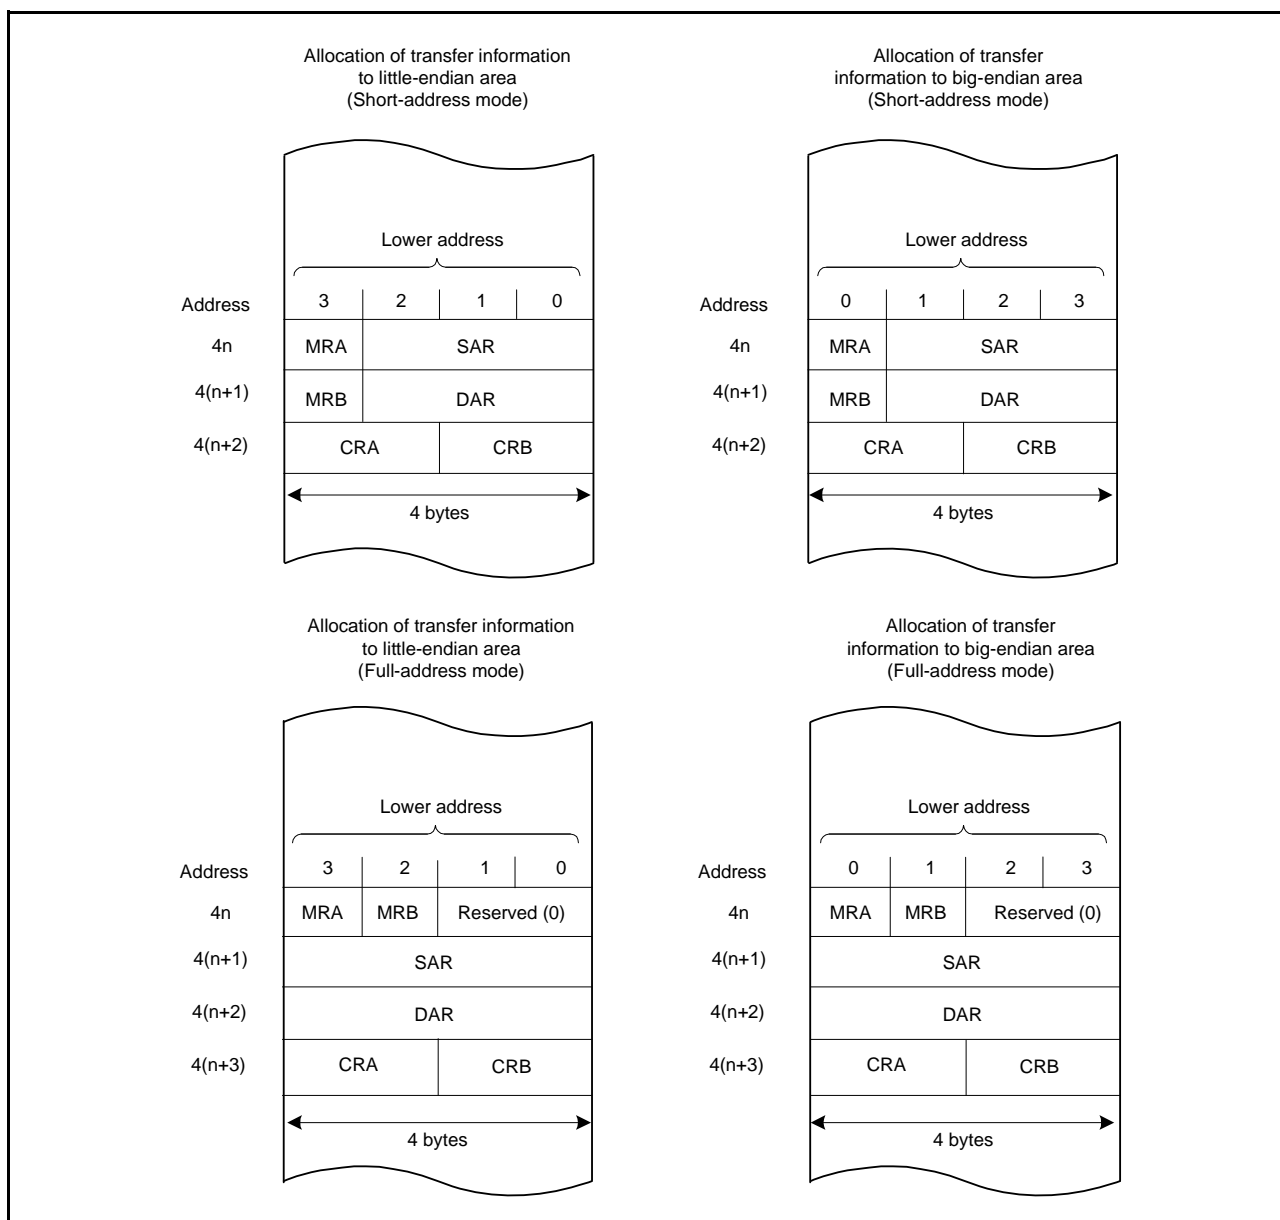 Allocation of transfer information
to little-endian area
(Short-address mode)
Lower address
Address 3 2 1 0
4n MRA SAR
4(n+1) MRB DAR
4(n+2) CRA CRB
4 bytes
Allocation of transfer
information to big-endian area
(Short-address mode)
Lower address
Address 0 1 2 3
4n MRA SAR
4(n+1) MRB DAR
4(n+2) CRA CRB
4 bytes
Allocation of transfer information
to little-endian area
(Full-address mode)
Lower address
Address 3 2 1 0
4n MRA MRB Reserved (0)
4(n+1) SAR
4(n+2) DAR
4(n+3) CRA CRB
4 bytes
Allocation of transfer
information to big-endian area
(Full-address mode)
Lower address
Address 0 1 2 3
4n MRA MRB Reserved (0)
4(n+1) SAR
4(n+2) DAR
4(n+3) CRA CRB
4 bytes